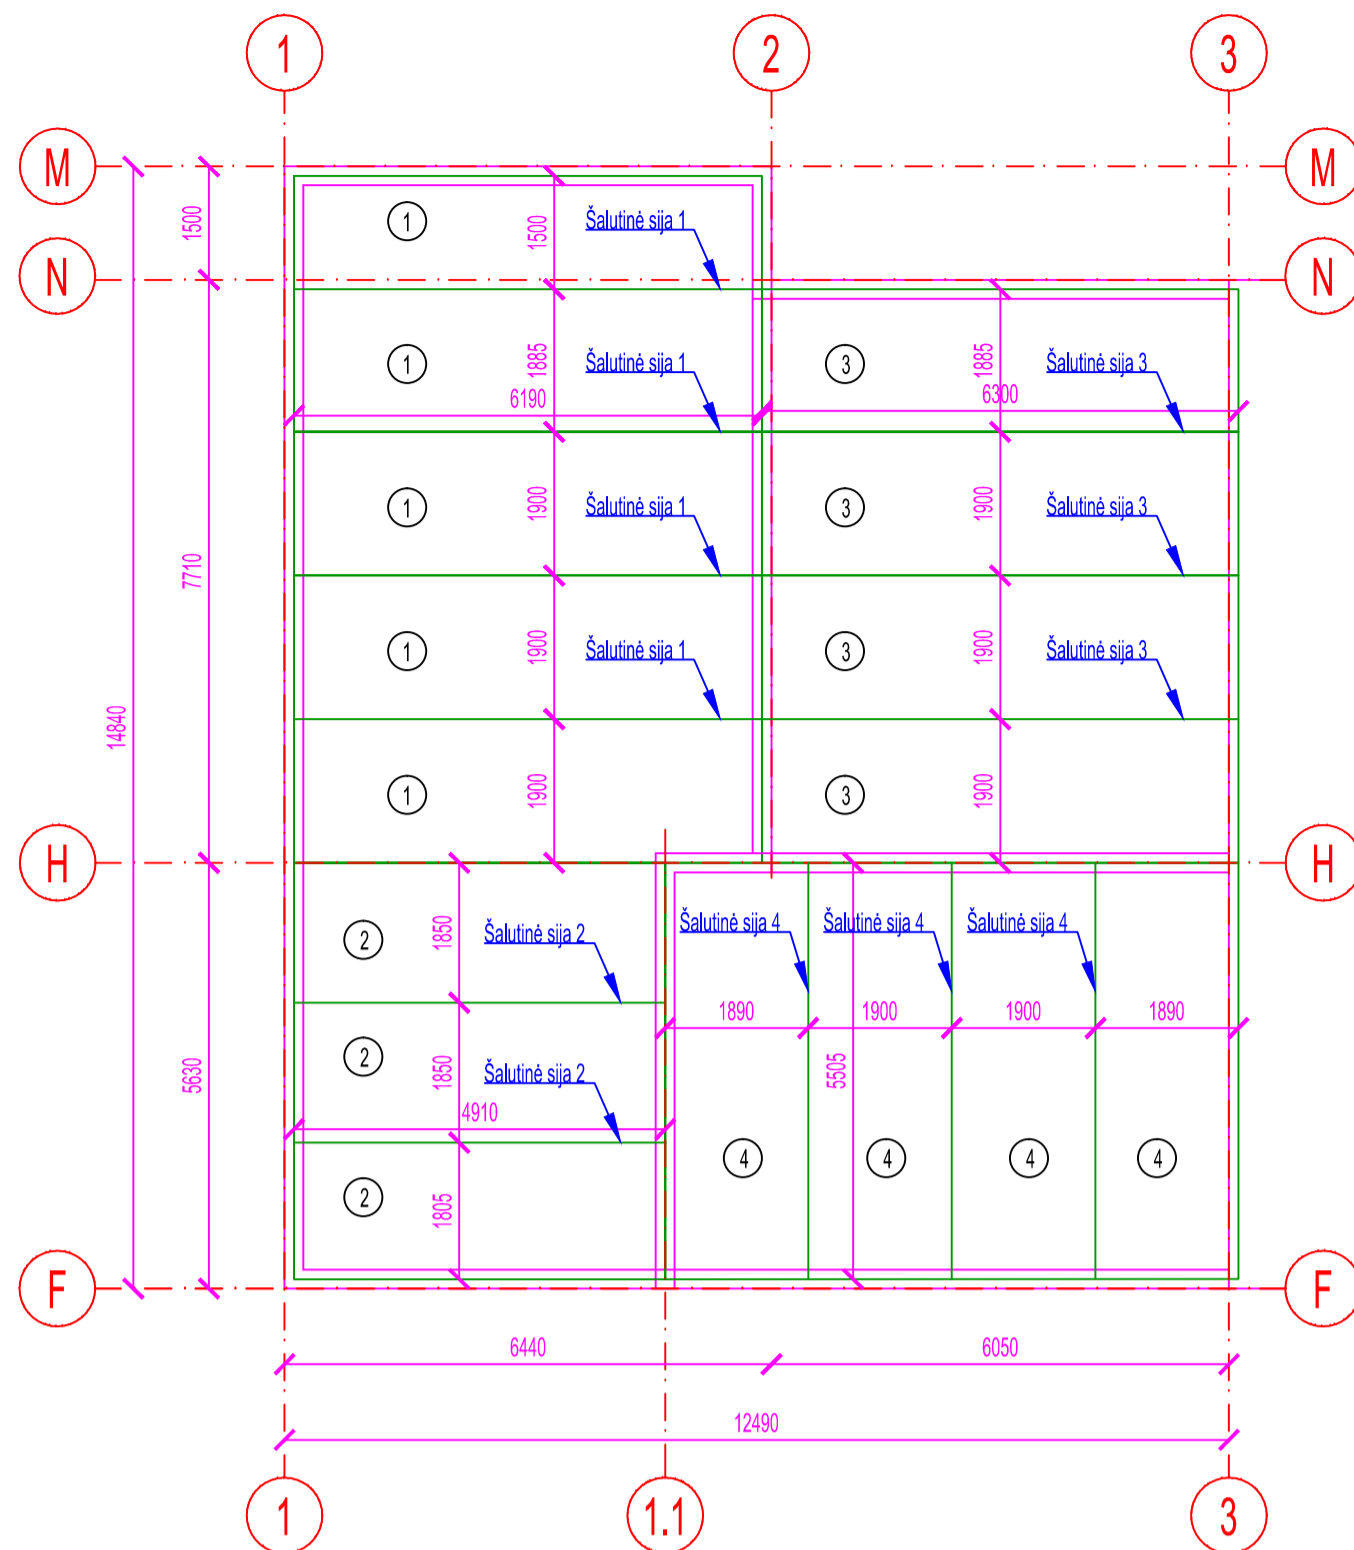 1
2
3
M
M
1500
1
1500
Šalutinė sija 1
N
N
1
1885
Šalutinė sija 1
3
1885
Šalutinė sija 3
6190
6300
1
1900
Šalutinė sija 1
3
1900
Šalutinė sija 3
7710
1
1900
Šalutinė sija 1
3
1900
Šalutinė sija 3
14840
1
1900
3
1900
H
H
2
1850
Šalutinė sija 2
Šalutinė sija 4
Šalutinė sija 4
Šalutinė sija 4
1890
1900
1900
1890
2
1850
Šalutinė sija 2
5505
5630
4910
4
4
4
4
2
1805
F
F
6440
6050
12490
1
1.1
3